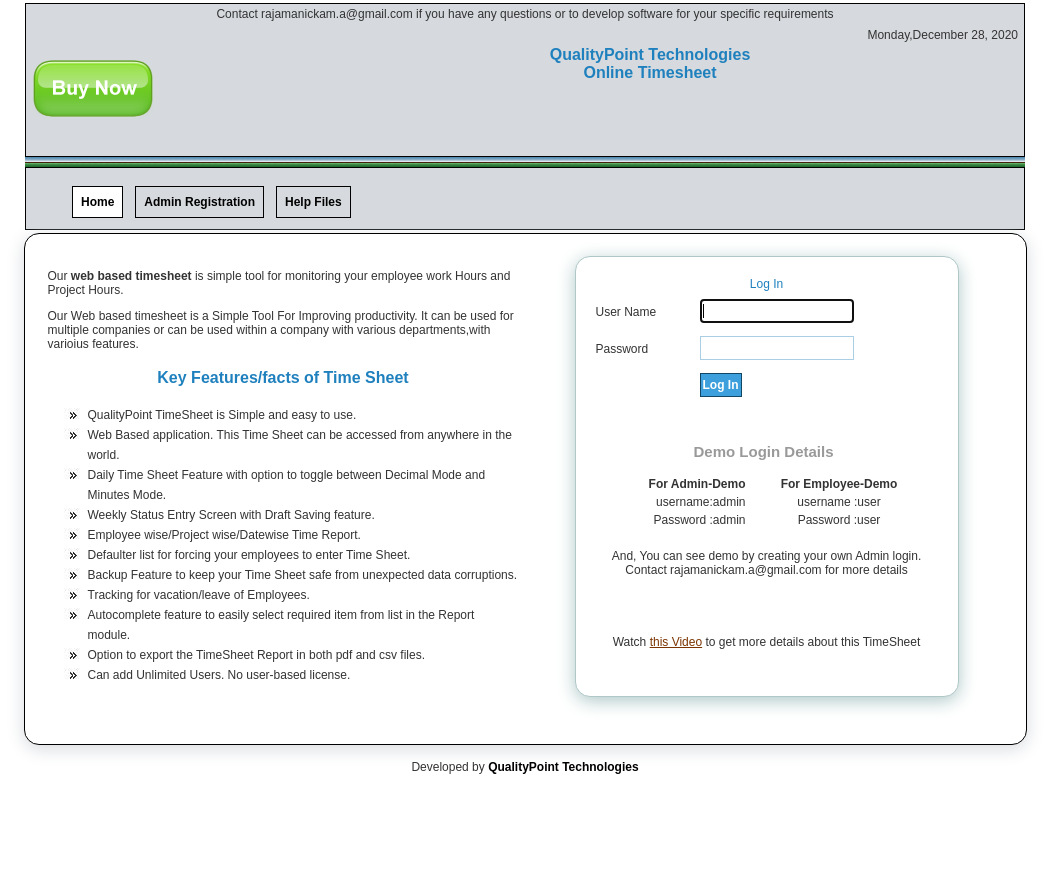 Contact rajamanickam.a@gmail.com if you have any questions or to develop software for your specific requirements
Monday,December 28, 2020
QualityPoint Technologies
Online Timesheet
Buy Now
Home
Admin Registration
Help Files
Our web based timesheet is simple tool for monitoring your employee work Hours and
Project Hours.
Our Web based timesheet is a Simple Tool For Improving productivity. It can be used for
multiple companies or can be used within a company with various departments,with
varioius features.
Key Features/facts of Time Sheet
QualityPoint TimeSheet is Simple and easy to use.
Web Based application. This Time Sheet can be accessed from anywhere in the
world.
Daily Time Sheet Feature with option to toggle between Decimal Mode and
Minutes Mode.
Weekly Status Entry Screen with Draft Saving feature.
Employee wise/Project wise/Datewise Time Report.
Defaulter list for forcing your employees to enter Time Sheet.
Backup Feature to keep your Time Sheet safe from unexpected data corruptions.
Tracking for vacation/leave of Employees.
Autocomplete feature to easily select required item from list in the Report
module.
Option to export the TimeSheet Report in both pdf and csv files.
Can add Unlimited Users. No user-based license.
Log In
User Name
Password
Log In
Demo Login Details
For Admin-Demo For Employee-Demo
username:admin username :user
Password :admin Password :user
And, You can see demo by creating your own Admin login.
Contact rajamanickam.a@gmail.com for more details
Watch this Video to get more details about this TimeSheet
Developed by QualityPoint Technologies